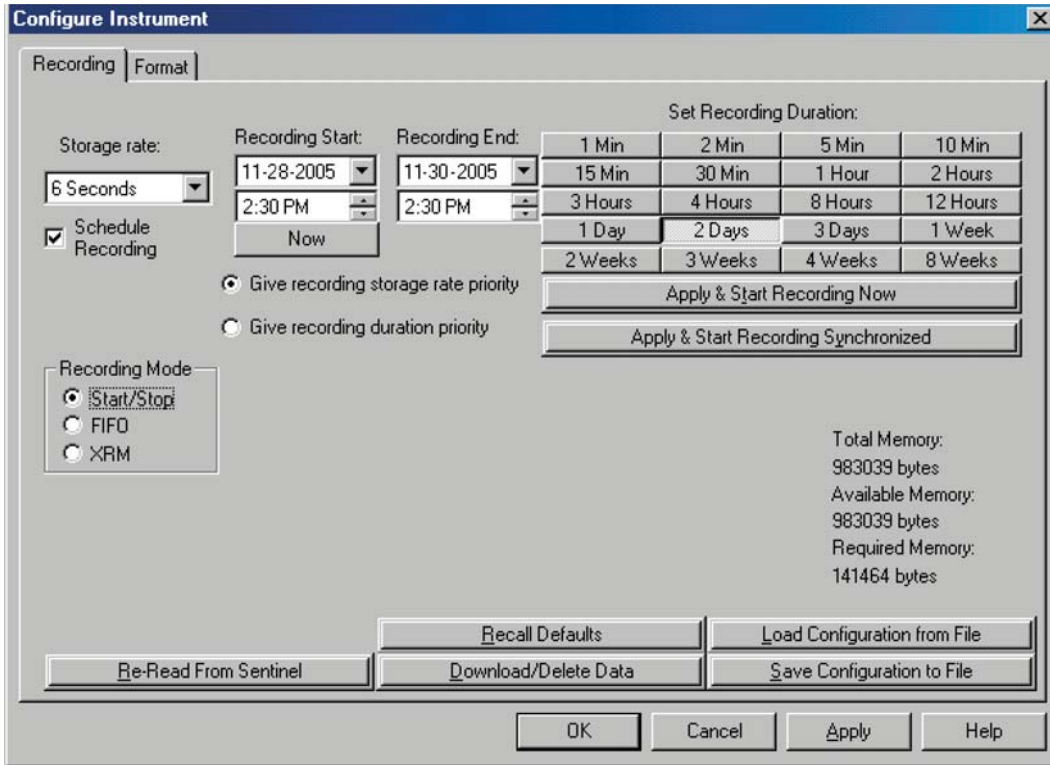 Configure Instrument
Recording Format
Storage rate:
6 Seconds
Schedule
Recording
Recording Start:
11-28-2005
2:30 PM
Now
Recording End:
11-30-2005
2:30 PM
Give recording storage rate priority
Give recording duration priority
Set Recording Duration:
1 Min 2 Min 5 Min 10 Min
15 Min 30 Min 1 Hour 2 Hours
3 Hours 4 Hours 8 Hours 12 Hours
1 Day 2 Days 3 Days 1 Week
2 Weeks 3 Weeks 4 Weeks 8 Weeks
Apply & Start Recording Now
Apply & Start Recording Synchronized
Recording Mode
Start/Stop
FIFO
XRM
Total Memory:
983039 bytes
Available Memory:
983039 bytes
Required Memory:
141464 bytes
Recall Defaults Load Configuration from File
Re-Read From Sentinel Download/Delete Data Save Configuration to File
OK Cancel Apply Help